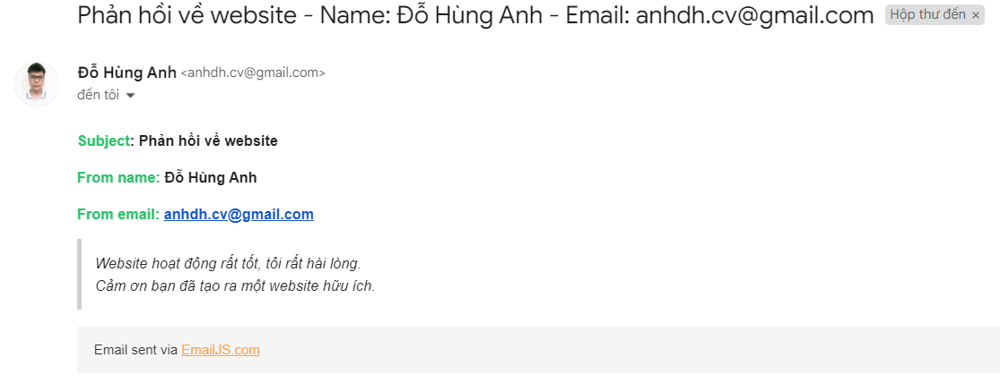 Phản hồi về website - Name: Đỗ Hùng Anh - Email: anhdh.cv@gmail.com Hộp thư đến ×
Đỗ Hùng Anh <anhdh.cv@gmail.com>
đến tôi
Subject: Phản hồi về website
From name: Đỗ Hùng Anh
From email: anhdh.cv@gmail.com
Website hoạt động rất tốt, tôi rất hài lòng.
Cảm ơn bạn đã tạo ra một website hữu ích.
Email sent via EmailJS.com